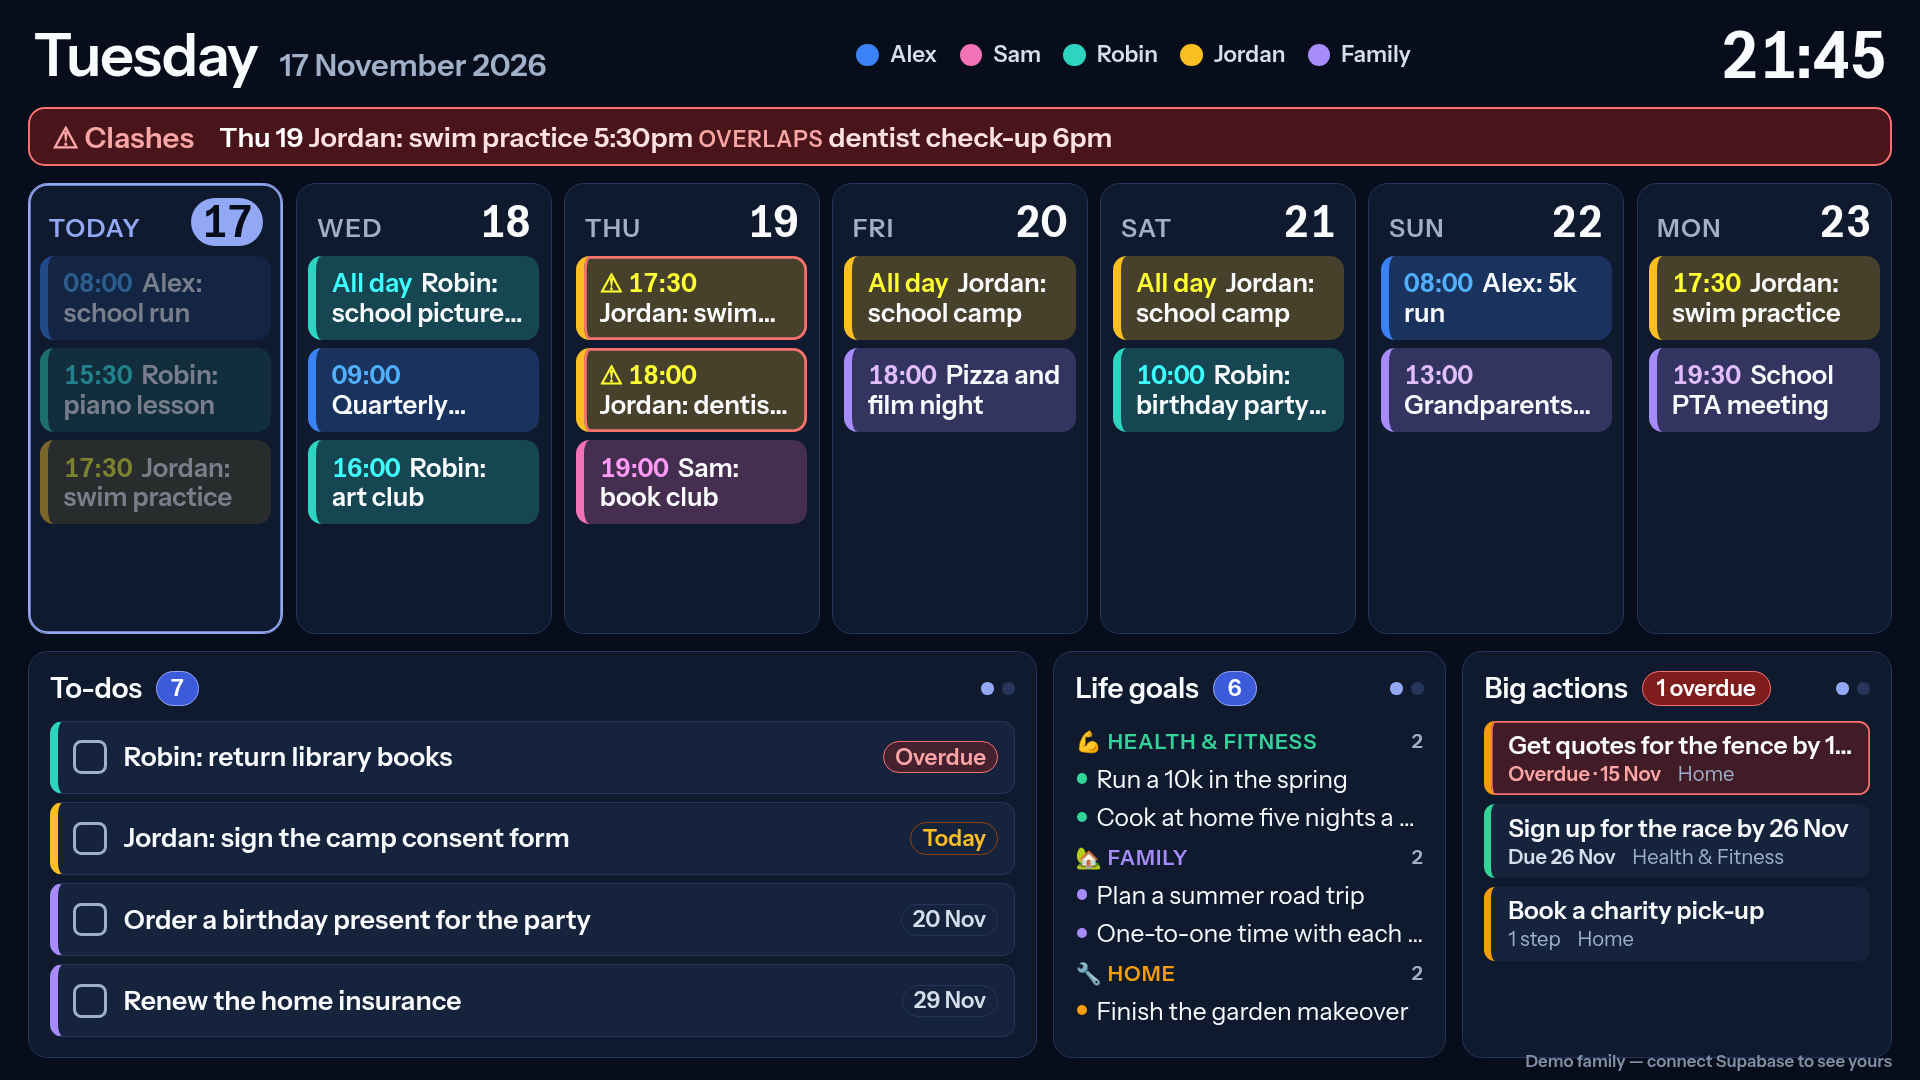 Tuesday 17 November 2026
Alex Sam Robin Jordan Family
21:45
⚠ Clashes Thu 19 Jordan: swim practice 5:30pm OVERLAPS dentist check-up 6pm
TODAY 17
08:00 Alex:
school run
15:30 Robin:
piano lesson
17:30 Jordan:
swim practice
WED 18
All day Robin:
school picture...
09:00
Quarterly...
16:00 Robin:
art club
THU 19
⚠ 17:30
Jordan: swim...
⚠ 18:00
Jordan: dentis...
19:00 Sam:
book club
FRI 20
All day Jordan:
school camp
18:00 Pizza and
film night
SAT 21
All day Jordan:
school camp
10:00 Robin:
birthday party...
SUN 22
08:00 Alex: 5k
run
13:00
Grandparents...
MON 23
17:30 Jordan:
swim practice
19:30 School
PTA meeting
To-dos 7
Robin: return library books Overdue
Jordan: sign the camp consent form Today
Order a birthday present for the party 20 Nov
Renew the home insurance 29 Nov
Life goals 6
💪 HEALTH & FITNESS 2
Run a 10k in the spring
Cook at home five nights a ...
🏡 FAMILY 2
Plan a summer road trip
One-to-one time with each ...
🔧 HOME 2
Finish the garden makeover
Big actions 1 overdue
Get quotes for the fence by 1...
Overdue · 15 Nov Home
Sign up for the race by 26 Nov
Due 26 Nov Health & Fitness
Book a charity pick-up
1 step Home
Demo family — connect Supabase to see yours